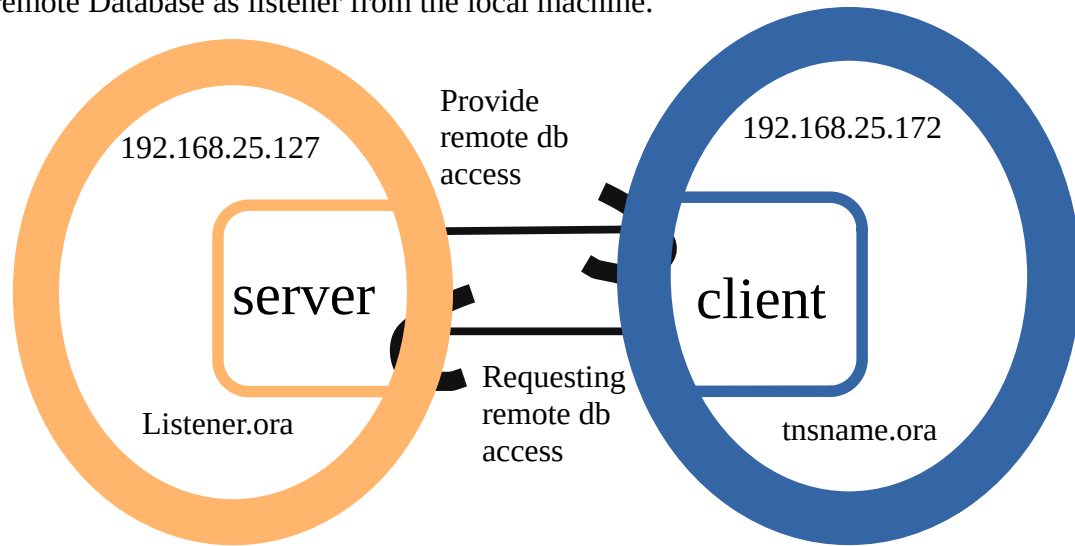 remote Database as listener from the local machine.
Provide
remote db
access
192.168.25.127
192.168.25.172
server
client
Requesting
remote db
access
Listener.ora
tnsname.ora